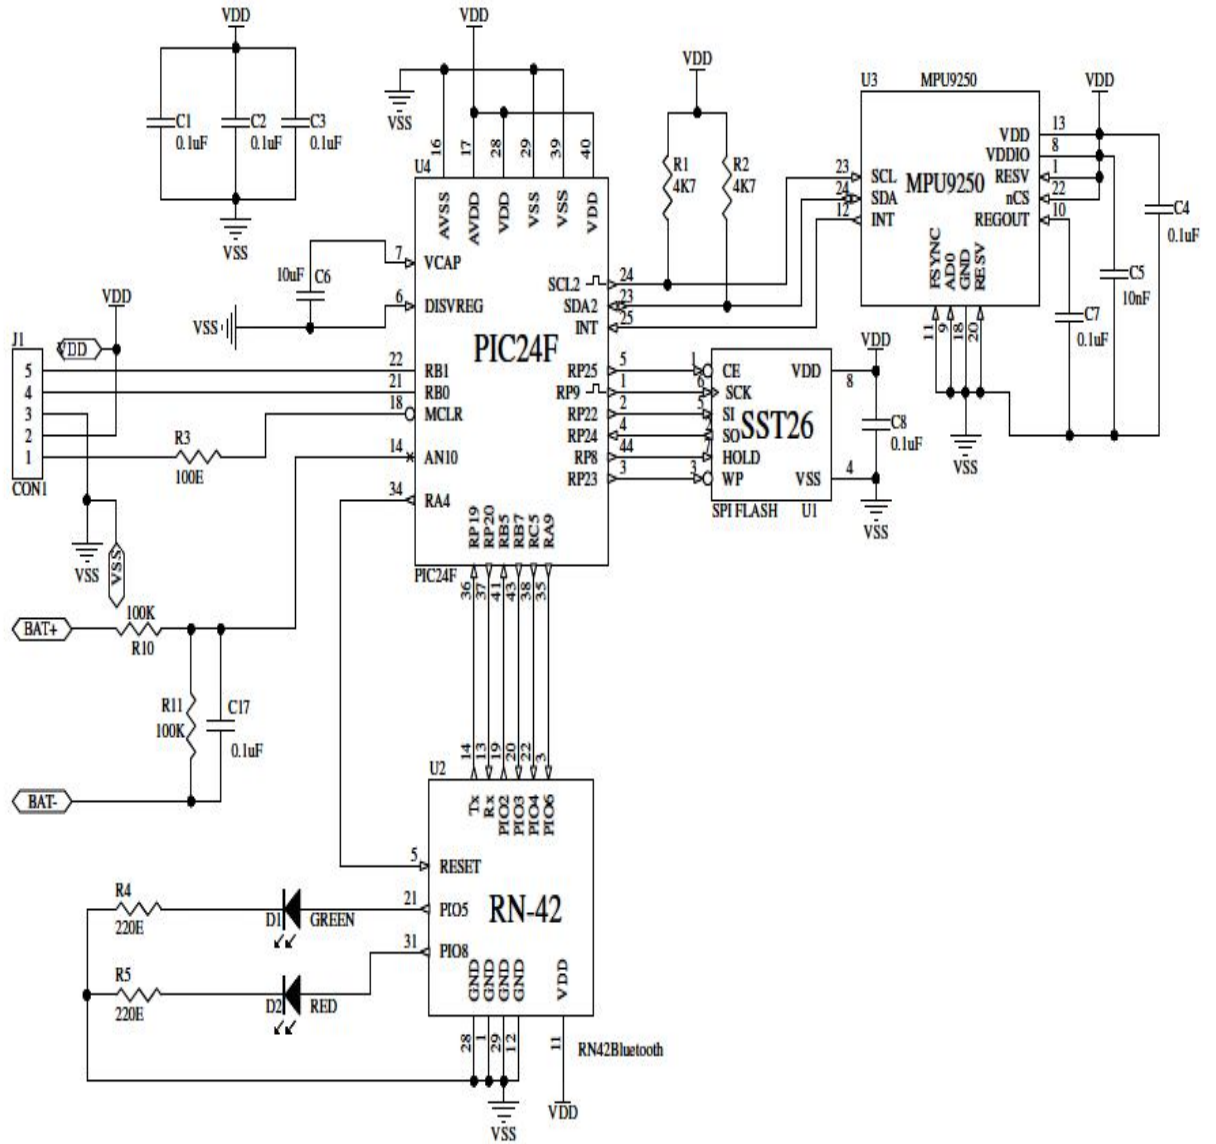 VDD
C1
0.1uF
C2
0.1uF
C3
0.1uF
VSS
VDD
VSS
16
17
28
29
39
40
U4
AVSS
AVDD
VDD
VSS
VSS
VDD
7
VCAP
10uF
C6
6
DISVREG
VSS
PIC24F
SCL2
24
SDA2
23
INT
25
VDD
R1
4K7
R2
4K7
U3
MPU9250
VDD
23
SCL
24
SDA
12
INT
MPU9250
VDD
13
VDDIO
8
RESV
1
nCS
22
REGOUT
10
FSYNC
AD0
GND
RESV
11
9
18
20
VSS
C4
0.1uF
C5
10nF
C7
0.1uF
VDD
VDD
J1
5
4
3
2
1
CON1
22
RB1
21
RB0
18
MCLR
R3
100E
14
AN10
34
RA4
RP25
5
RP9
1
RP22
2
RP24
4
RP8
44
RP23
3
1
CE
6
SCK
5
SI
SO
7
HOLD
3
WP
VDD
8
SST26
VSS
4
SPI FLASH
U1
VDD
C8
0.1uF
VSS
VSS
VSS
RP19
RP20
RB5
RB7
RC5
RA9
PIC24F
36
37
41
43
38
35
BAT+
100K
R10
R11
100K
C17
0.1uF
BAT-
U2
14
13
19
20
22
3
Tx
Rx
PIO2
PIO3
PIO4
PIO6
5
RESET
RN-42
21
PIO5
31
PIO8
R4
220E
D1
GREEN
R5
220E
D2
RED
GND
GND
GND
GND
VDD
28
1
29
12
11
RN42Bluetooth
VSS
VDD